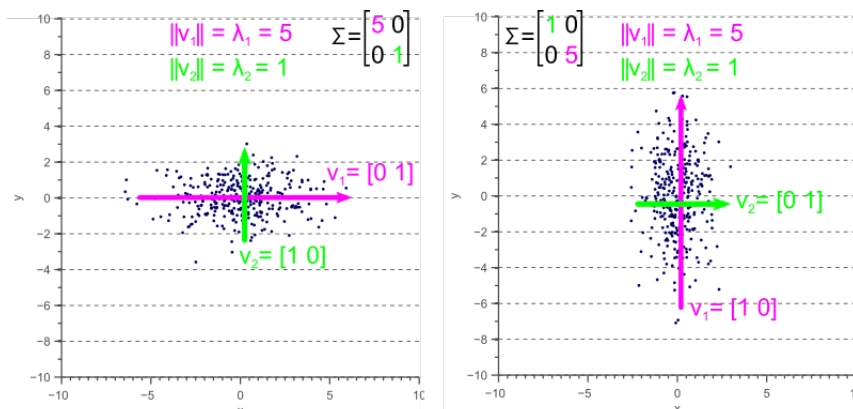 ‖v₁‖ = λ₁ = 5
‖v₂‖ = λ₂ = 1
Σ=[5 0
0 1]
10
8
6
4
2
0
−2
−4
−6
−8
−10
y
v₁= [0 1]
v₂= [1 0]
−10 −5 0 5 10
Σ=[1 0
0 5]
‖v₁‖ = λ₁ = 5
‖v₂‖ = λ₂ = 1
10
8
6
4
2
0
−2
−4
−6
−8
−10
y
v₂= [0 1]
v₁= [1 0]
−10 −5 0 5 10
x